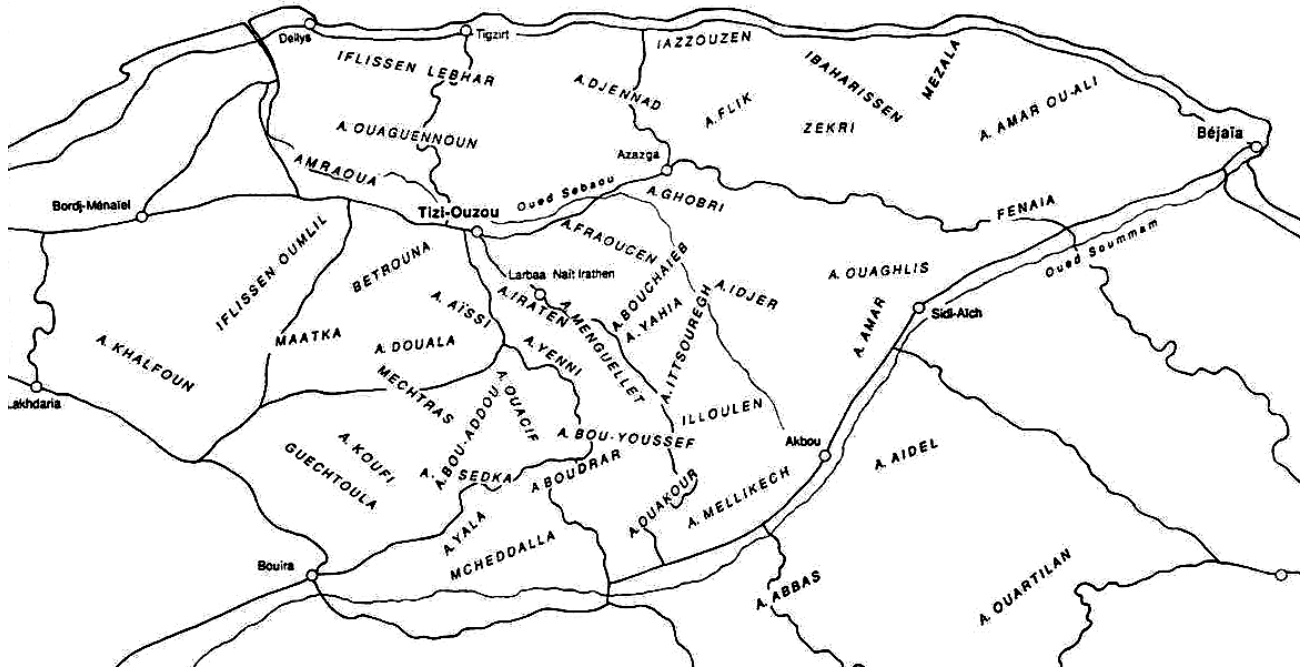 Dellys
Tigzirt
IAZZOUZEN
IFLISSEN LEBHAR
IBAHARISSEN
MEZALA
A. DJENNAD
A. FLIK
ZEKRI
A. AMAR OU-ALI
Béjaïa
A. OUAGUENNOUN
AMRAOUA
Azazga
Oued Sebaou
A. GHOBRI
Bordj-Ménaïel
Tizi-Ouzou
FENAIA
Oued Soummam
IFLISSEN OUMLIL
BETROUNA
A. FRAOUCEN
A. BOUCHAIEB
A. OUAGHLIS
Larbaa Naït Irathen
A. IRATEN
A. AÏSSI
A. MENGUELLET
A. YAHIA
A. IDJER
A. ITTSOUREGH
A. AMAR
Sidi-Aïch
A. KHALFOUN
MAATKA
A. DOUALA
A. YENNI
Lakhdaria
MECHTRAS
A. OUACIF
A. BOU-ADDOU
ILLOULEN
A. KOUFI
GUECHTOULA
A. SEDKA
A. BOU-YOUSSEF
A. BOUDRAR
Akbou
A. AIDEL
A. OUAKOUR
A. MELLIKECH
A. YALA
MCHEDDALLA
Bouira
A. ABBAS
A. OUARTILAN